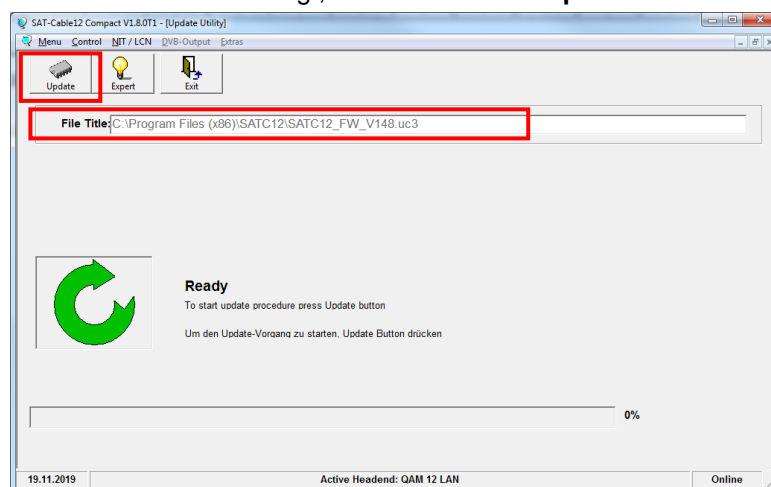 SAT-Cable12 Compact V1.8.0T1 - [Update Utility]
Menu Control NIT / LCN DVB-Output Extras
Update Expert Exit
File Title: C:\Program Files (x86)\SATC12\SATC12_FW_V148.uc3
Ready
To start update procedure press Update button
Um den Update-Vorgang zu starten, Update Button drücken
0%
19.11.2019 Active Headend: QAM 12 LAN Online